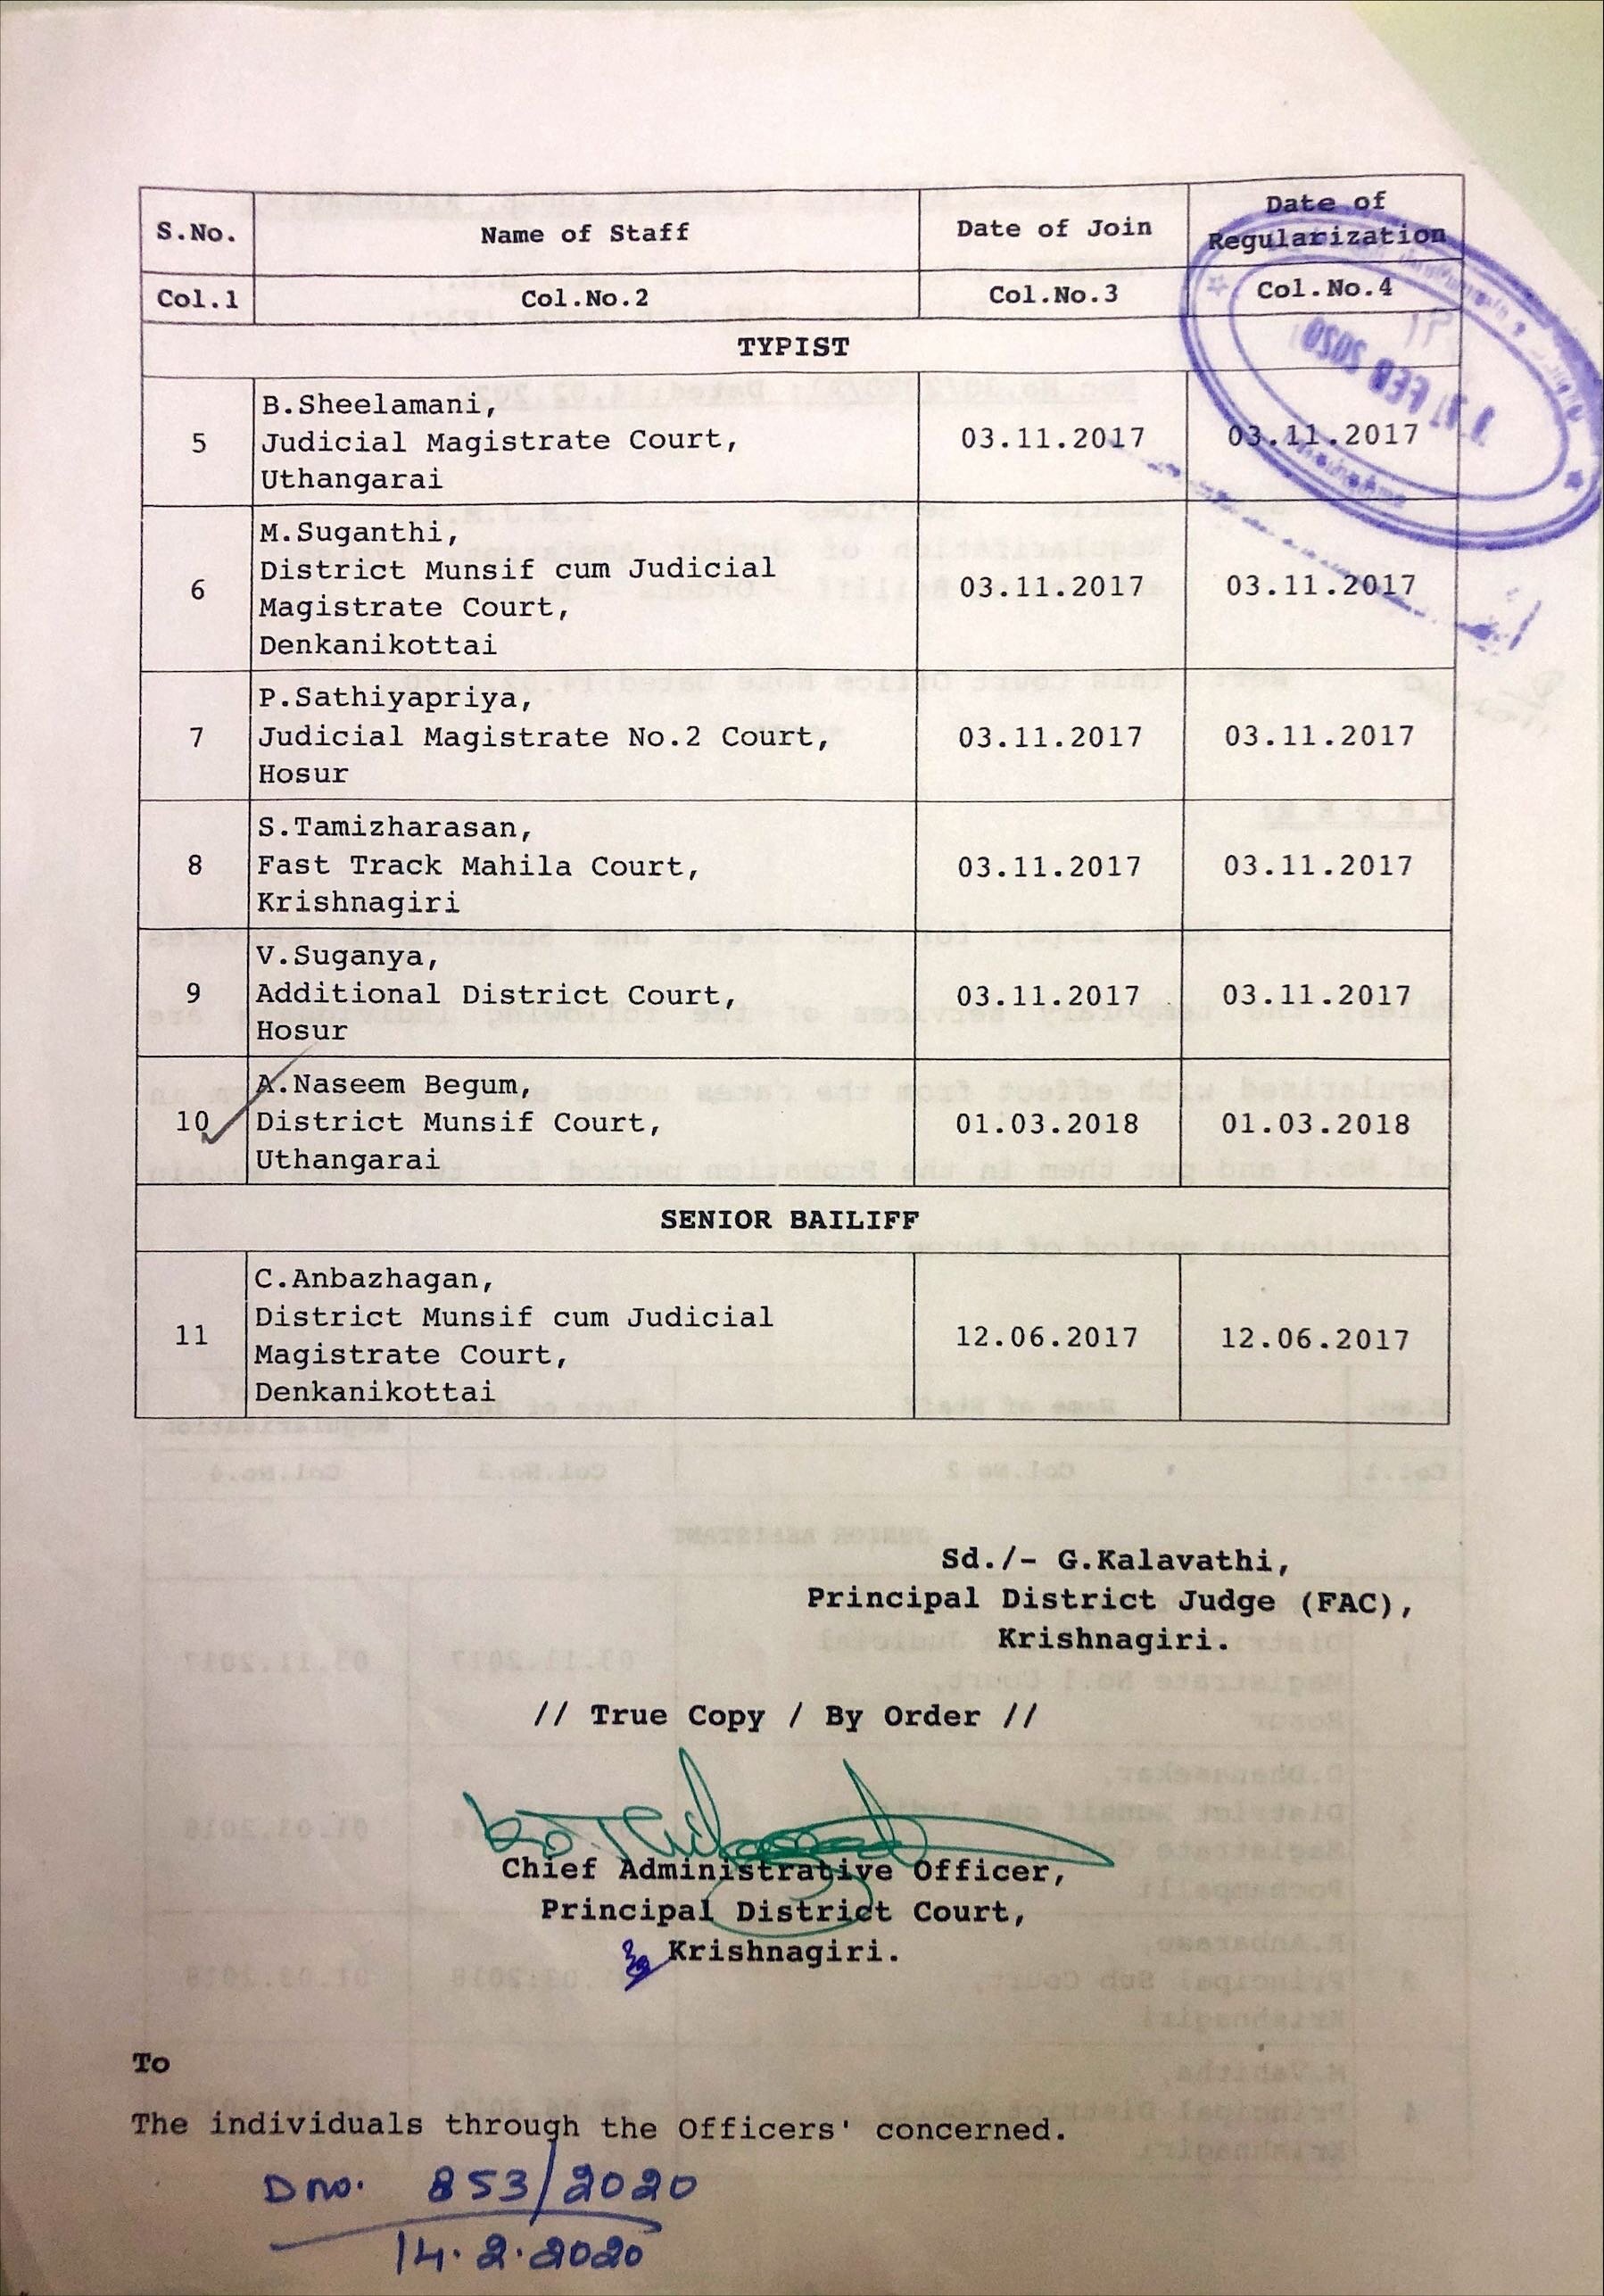 S.No. Name of Staff Date of Join Date of Regularization
Col.1 Col.No.2 Col.No.3 Col.No.4
TYPIST
5 B.Sheelamani, 03.11.2017 03.11.2017
Judicial Magistrate Court,
Uthangarai
6 M.Suganthi, 03.11.2017 03.11.2017
District Munsif cum Judicial
Magistrate Court,
Denkanikottai
7 P.Sathiyapriya, 03.11.2017 03.11.2017
Judicial Magistrate No.2 Court,
Hosur
8 S.Tamizharasan, 03.11.2017 03.11.2017
Fast Track Mahila Court,
Krishnagiri
9 V.Suganya, 03.11.2017 03.11.2017
Additional District Court,
Hosur
10 A.Naseem Begum, 01.03.2018 01.03.2018
District Munsif Court,
Uthangarai
SENIOR BAILIFF
11 C.Anbazhagan, 12.06.2017 12.06.2017
District Munsif cum Judicial
Magistrate Court,
Denkanikottai
Sd./- G.Kalavathi,
Principal District Judge (FAC),
Krishnagiri.
// True Copy / By Order //
Chief Administrative Officer,
Principal District Court,
Krishnagiri.
To
The individuals through the Officers' concerned.
D no. 853/2020
14.2.2020